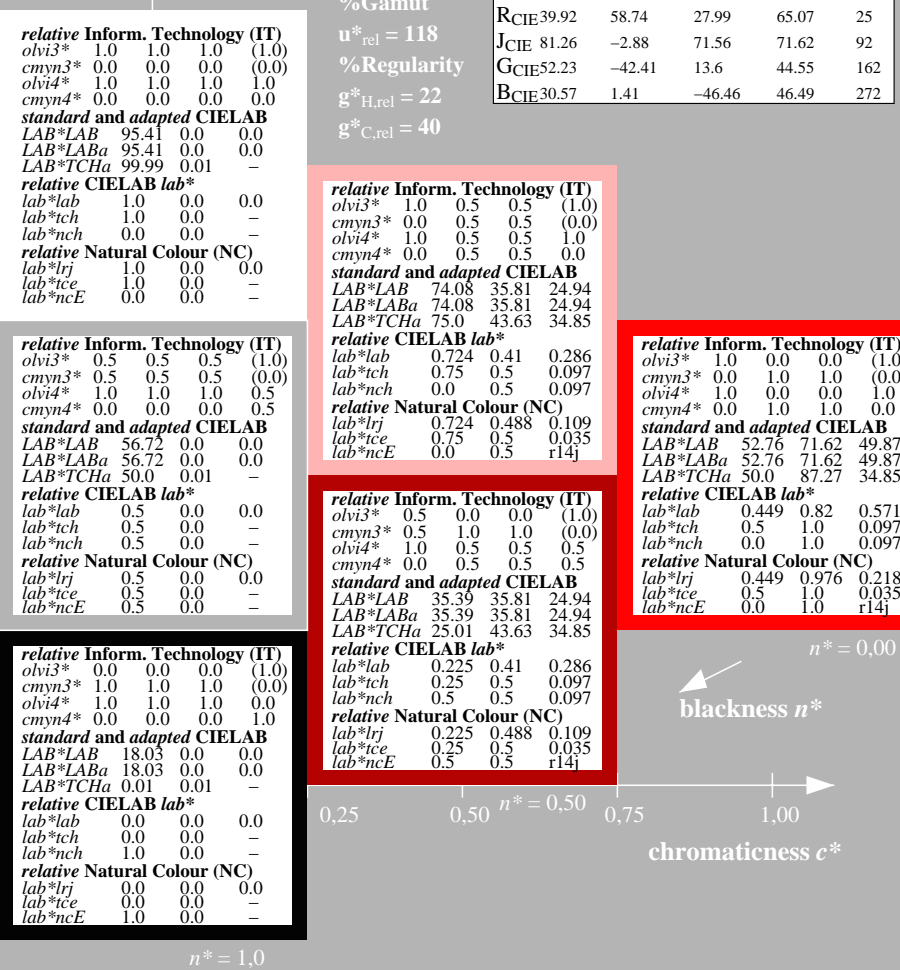 %Gamut
u*rel = 118
%Regularity
g*H,rel = 22
g*C,rel = 40
RCIE 39.92 58.74 27.99 65.07 25
JCIE 81.26 −2.88 71.56 71.62 92
GCIE 52.23 −42.41 13.6 44.55 162
BCIE 30.57 1.41 −46.46 46.49 272
relative Inform. Technology (IT)
olvi3* 1.0 1.0 1.0 (1.0)
cmyn3* 0.0 0.0 0.0 (0.0)
olvi4* 1.0 1.0 1.0 1.0
cmyn4* 0.0 0.0 0.0 0.0
standard and adapted CIELAB
LAB*LAB 95.41 0.0 0.0
LAB*LABa 95.41 0.0 0.0
LAB*TCHa 99.99 0.01 –
relative CIELAB lab*
lab*lab 1.0 0.0 0.0
lab*tch 1.0 0.0 –
lab*nch 0.0 0.0 –
relative Natural Colour (NC)
lab*lrj 1.0 0.0 0.0
lab*tce 1.0 0.0 –
lab*ncE 0.0 0.0 –
relative Inform. Technology (IT)
olvi3* 1.0 0.5 0.5 (1.0)
cmyn3* 0.0 0.5 0.5 (0.0)
olvi4* 1.0 0.5 0.5 1.0
cmyn4* 0.0 0.5 0.5 0.0
standard and adapted CIELAB
LAB*LAB 74.08 35.81 24.94
LAB*LABa 74.08 35.81 24.94
LAB*TCHa 75.0 43.63 34.85
relative CIELAB lab*
lab*lab 0.724 0.41 0.286
lab*tch 0.75 0.5 0.097
lab*nch 0.0 0.5 0.097
relative Natural Colour (NC)
lab*lrj 0.724 0.488 0.109
lab*tce 0.75 0.5 0.035
lab*ncE 0.0 0.5 r14j
relative Inform. Technology (IT)
olvi3* 0.5 0.5 0.5 (1.0)
cmyn3* 0.5 0.5 0.5 (0.0)
olvi4* 1.0 1.0 1.0 0.5
cmyn4* 0.0 0.0 0.0 0.5
standard and adapted CIELAB
LAB*LAB 56.72 0.0 0.0
LAB*LABa 56.72 0.0 0.0
LAB*TCHa 50.0 0.01 –
relative CIELAB lab*
lab*lab 0.5 0.0 0.0
lab*tch 0.5 0.0 –
lab*nch 0.5 0.0 –
relative Natural Colour (NC)
lab*lrj 0.5 0.0 0.0
lab*tce 0.5 0.0 –
lab*ncE 0.5 0.0 –
relative Inform. Technology (IT)
olvi3* 1.0 0.0 0.0 (1.0
cmyn3* 0.0 1.0 1.0 (0.0
olvi4* 1.0 0.0 0.0 1.0
cmyn4* 0.0 1.0 1.0 0.0
standard and adapted CIELAB
LAB*LAB 52.76 71.62 49.87
LAB*LABa 52.76 71.62 49.87
LAB*TCHa 50.0 87.27 34.85
relative CIELAB lab*
lab*lab 0.449 0.82 0.571
lab*tch 0.5 1.0 0.097
lab*nch 0.0 1.0 0.097
relative Natural Colour (NC)
lab*lrj 0.449 0.976 0.218
lab*tce 0.5 1.0 0.035
lab*ncE 0.0 1.0 r14j
relative Inform. Technology (IT)
olvi3* 0.5 0.0 0.0 (1.0)
cmyn3* 0.5 1.0 1.0 (0.0)
olvi4* 1.0 0.5 0.5 0.5
cmyn4* 0.0 0.5 0.5 0.5
standard and adapted CIELAB
LAB*LAB 35.39 35.81 24.94
LAB*LABa 35.39 35.81 24.94
LAB*TCHa 25.01 43.63 34.85
relative CIELAB lab*
lab*lab 0.225 0.41 0.286
lab*tch 0.25 0.5 0.097
lab*nch 0.5 0.5 0.097
relative Natural Colour (NC)
lab*lrj 0.225 0.488 0.109
lab*tce 0.25 0.5 0.035
lab*ncE 0.5 0.5 r14j
relative Inform. Technology (IT)
olvi3* 0.0 0.0 0.0 (1.0)
cmyn3* 1.0 1.0 1.0 (0.0)
olvi4* 1.0 1.0 1.0 0.0
cmyn4* 0.0 0.0 0.0 1.0
standard and adapted CIELAB
LAB*LAB 18.03 0.0 0.0
LAB*LABa 18.03 0.0 0.0
LAB*TCHa 0.01 0.01 –
relative CIELAB lab*
lab*lab 0.0 0.0 0.0
lab*tch 0.0 0.0 –
lab*nch 1.0 0.0 –
relative Natural Colour (NC)
lab*lrj 0.0 0.0 0.0
lab*tce 0.0 0.0 –
lab*ncE 1.0 0.0 –
n* = 0,00
blackness n*
n* = 0,50
0,25 0,50 0,75 1,00
chromaticness c*
n* = 1,0